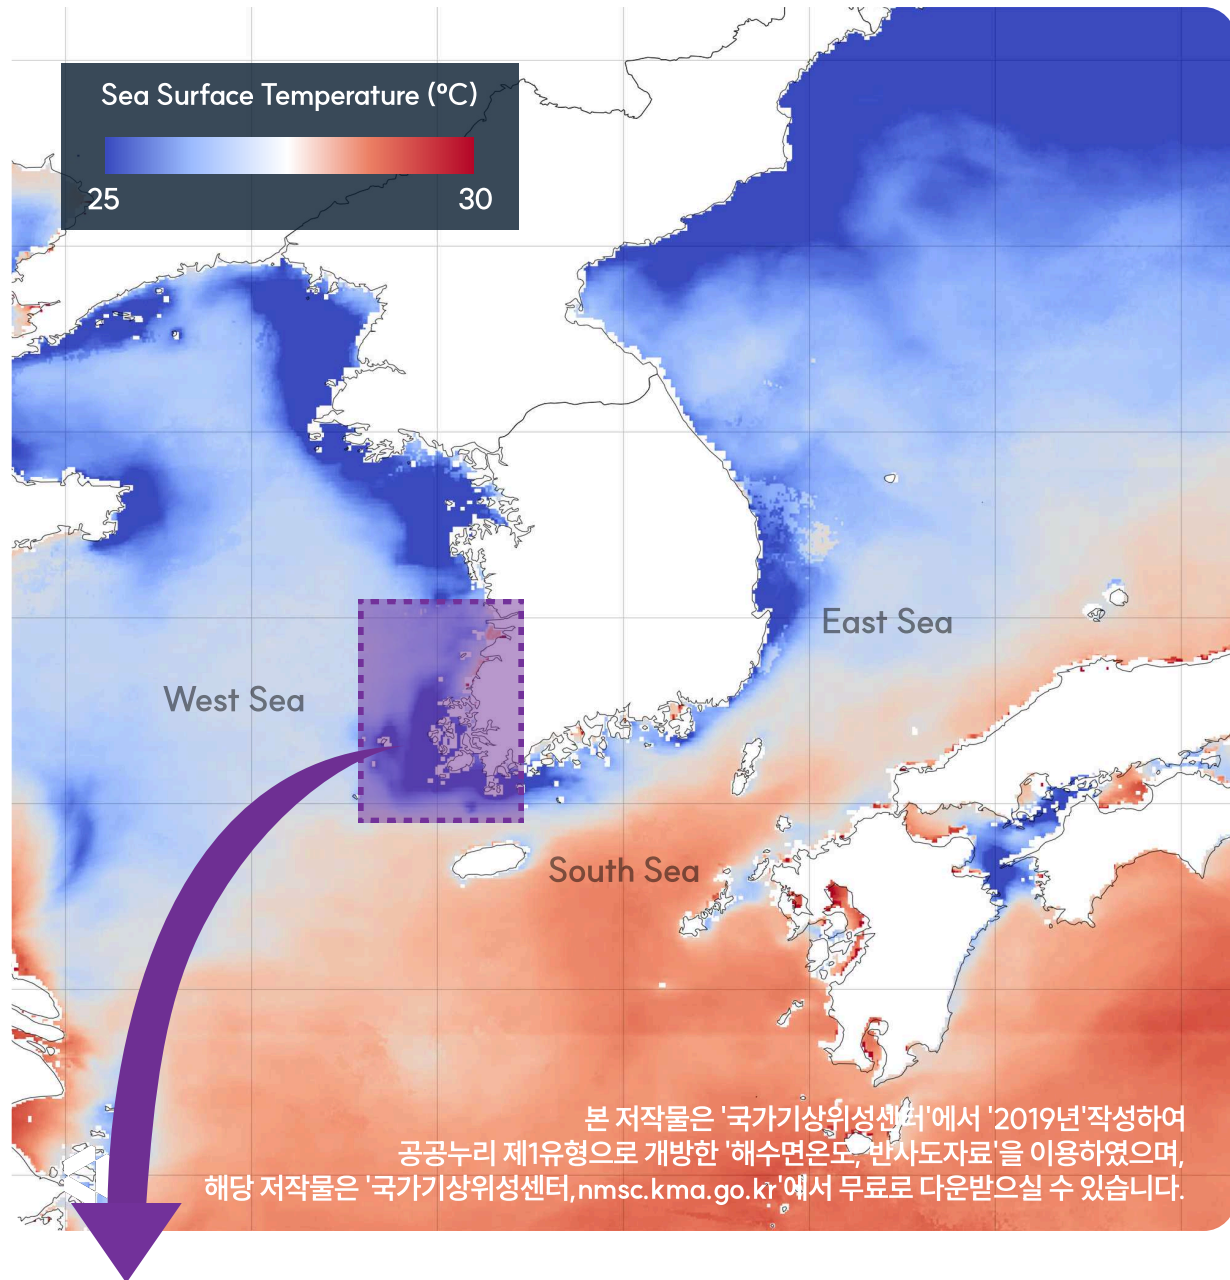 Sea Surface Temperature (°C)
25
30
East Sea
West Sea
South Sea
본 저작물은 '국가기상위성센터'에서 '2019년'작성하여
공공누리 제1유형으로 개방한 '해수면온도, 반사도자료'을 이용하였으며,
해당 저작물은 '국가기상위성센터,nmsc.kma.go.kr'에서 무료로 다운받으실 수 있습니다.